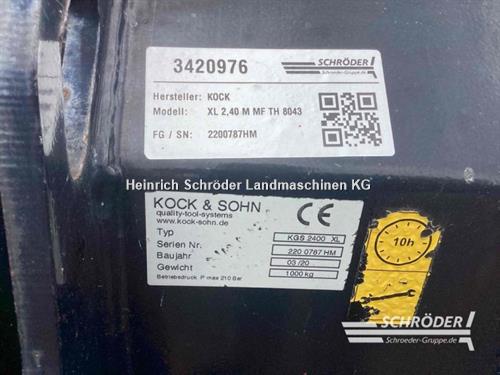 3420976
SCHRÖDER
Schroeder-Gruppe.de
Hersteller: KOCK
Modell: XL 2,40 M MF TH 8043
FG / SN: 2200787HM
Heinrich Schröder Landmaschinen KG
KOCK & SOHN
quality-tool-systems
www.kock-sohn.de
CE
Typ KGS 2400 XL
Serien Nr. 220 0787 HM
Baujahr 03/20
Gewicht 1000 kg
Betriebsdruck P max 210 Bar
10h
SCHRÖDER
Schroeder-Gruppe.de